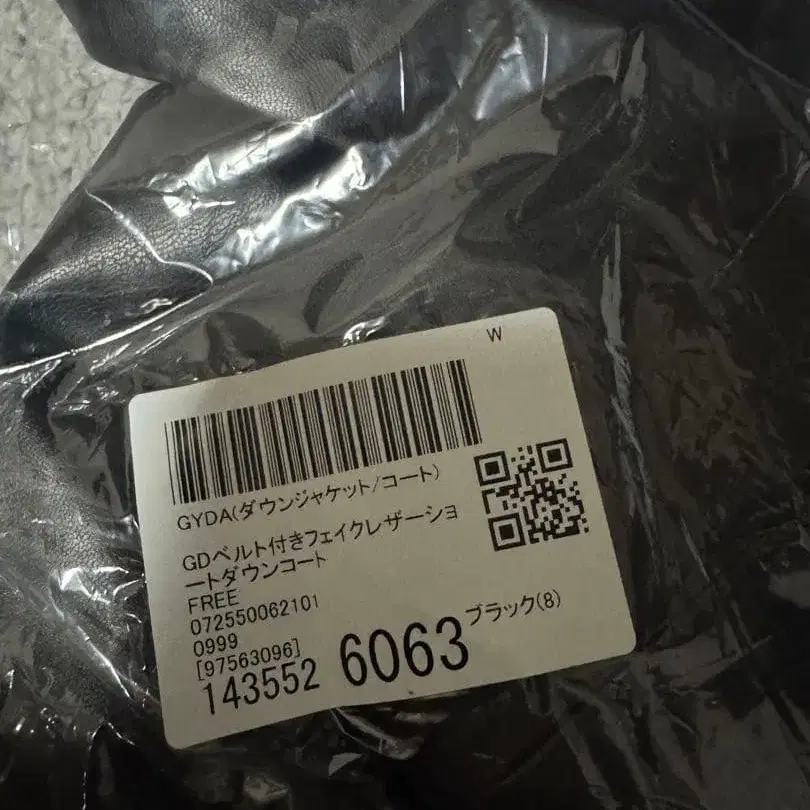 W
GYDA(ダウンジャケット/コート)
GDベルト付きフェイクレザーショ
ートダウンコート
FREE
072550062101
0999
[97563096]
143552 6063 ブラック(8)